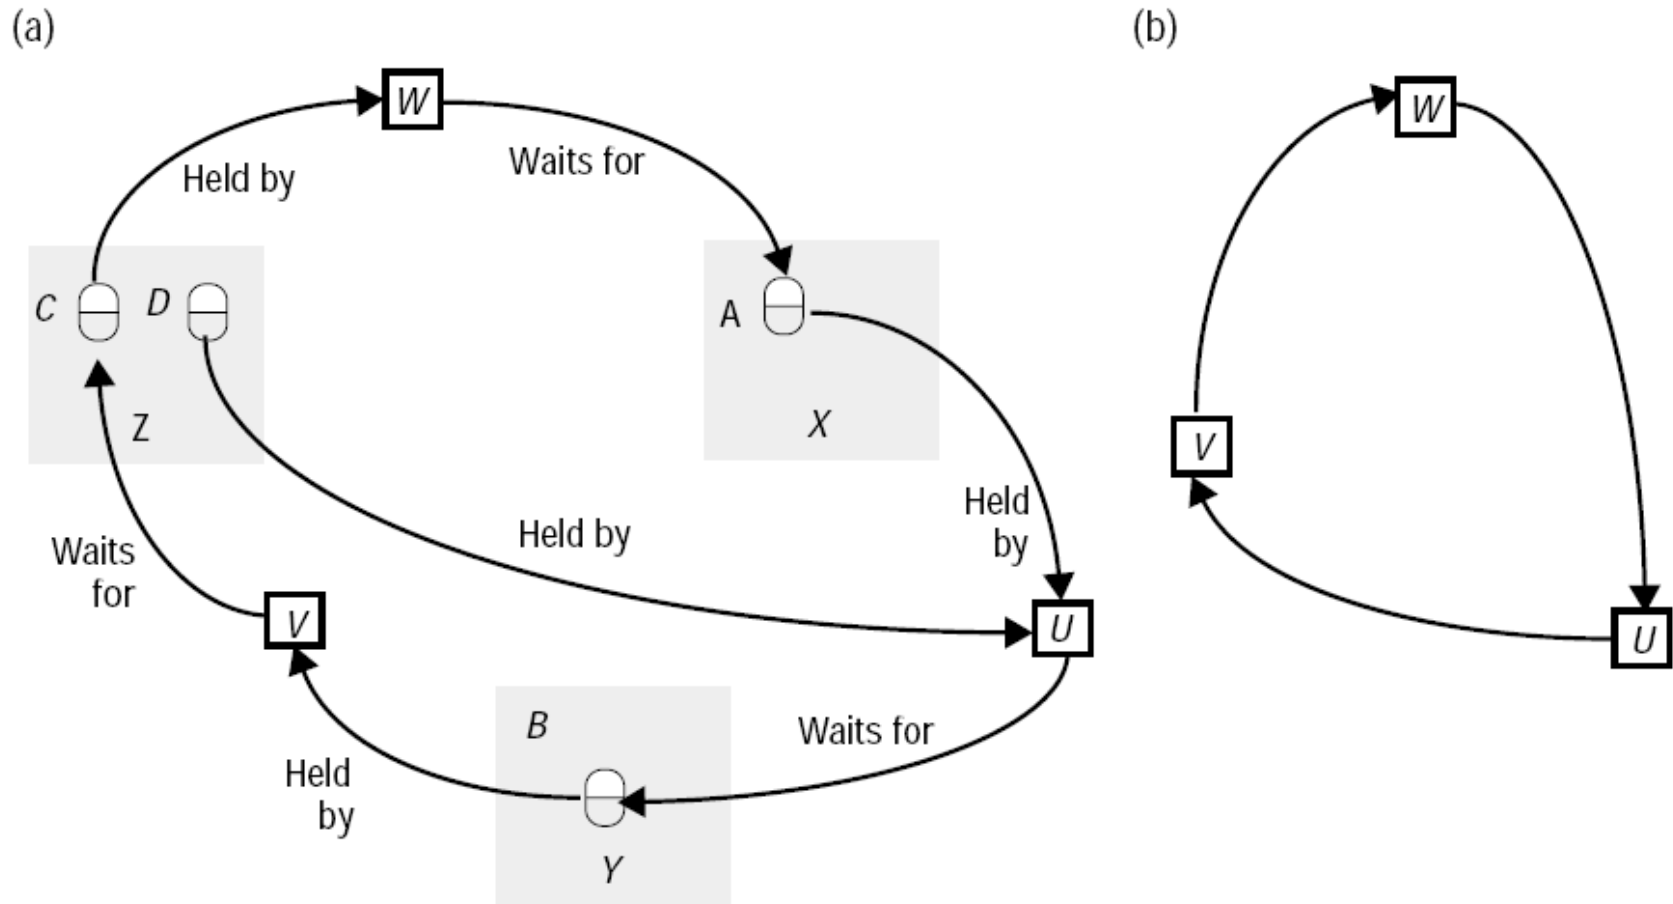 (a)
(b)
W
W
Waits for
Held by
C
D
A
Z
X
V
Held
by
Held by
Waits
for
V
U
U
B
Waits for
Held
by
Y